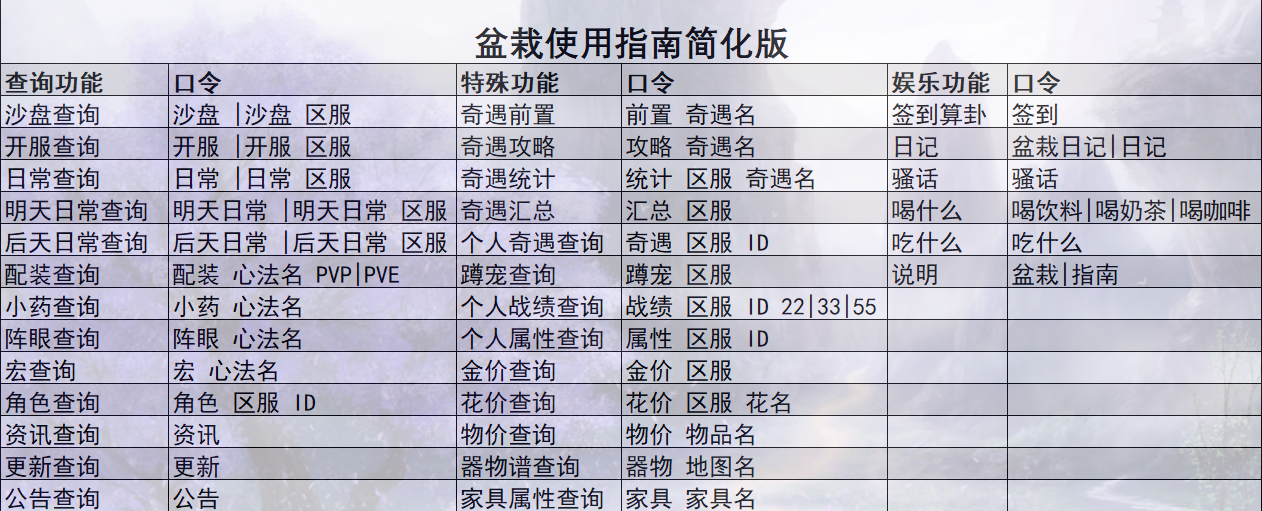 盆栽使用指南简化版
查询功能 口令 特殊功能 口令 娱乐功能 口令
沙盘查询 沙盘 |沙盘 区服 奇遇前置 前置 奇遇名 签到算卦 签到
开服查询 开服 |开服 区服 奇遇攻略 攻略 奇遇名 日记 盆栽日记|日记
日常查询 日常 |日常 区服 奇遇统计 统计 区服 奇遇名 骚话 骚话
明天日常查询 明天日常 |明天日常 区服 奇遇汇总 汇总 区服 喝什么 喝饮料|喝奶茶|喝咖啡
后天日常查询 后天日常 |后天日常 区服 个人奇遇查询 奇遇 区服 ID 吃什么 吃什么
配装查询 配装 心法名 PVP|PVE 蹲宠查询 蹲宠 区服 说明 盆栽|指南
小药查询 小药 心法名 个人战绩查询 战绩 区服 ID 22|33|55
阵眼查询 阵眼 心法名 个人属性查询 属性 区服 ID
宏查询 宏 心法名 金价查询 金价 区服
角色查询 角色 区服 ID 花价查询 花价 区服 花名
资讯查询 资讯 物价查询 物价 物品名
更新查询 更新 器物谱查询 器物 地图名
公告查询 公告 家具属性查询 家具 家具名